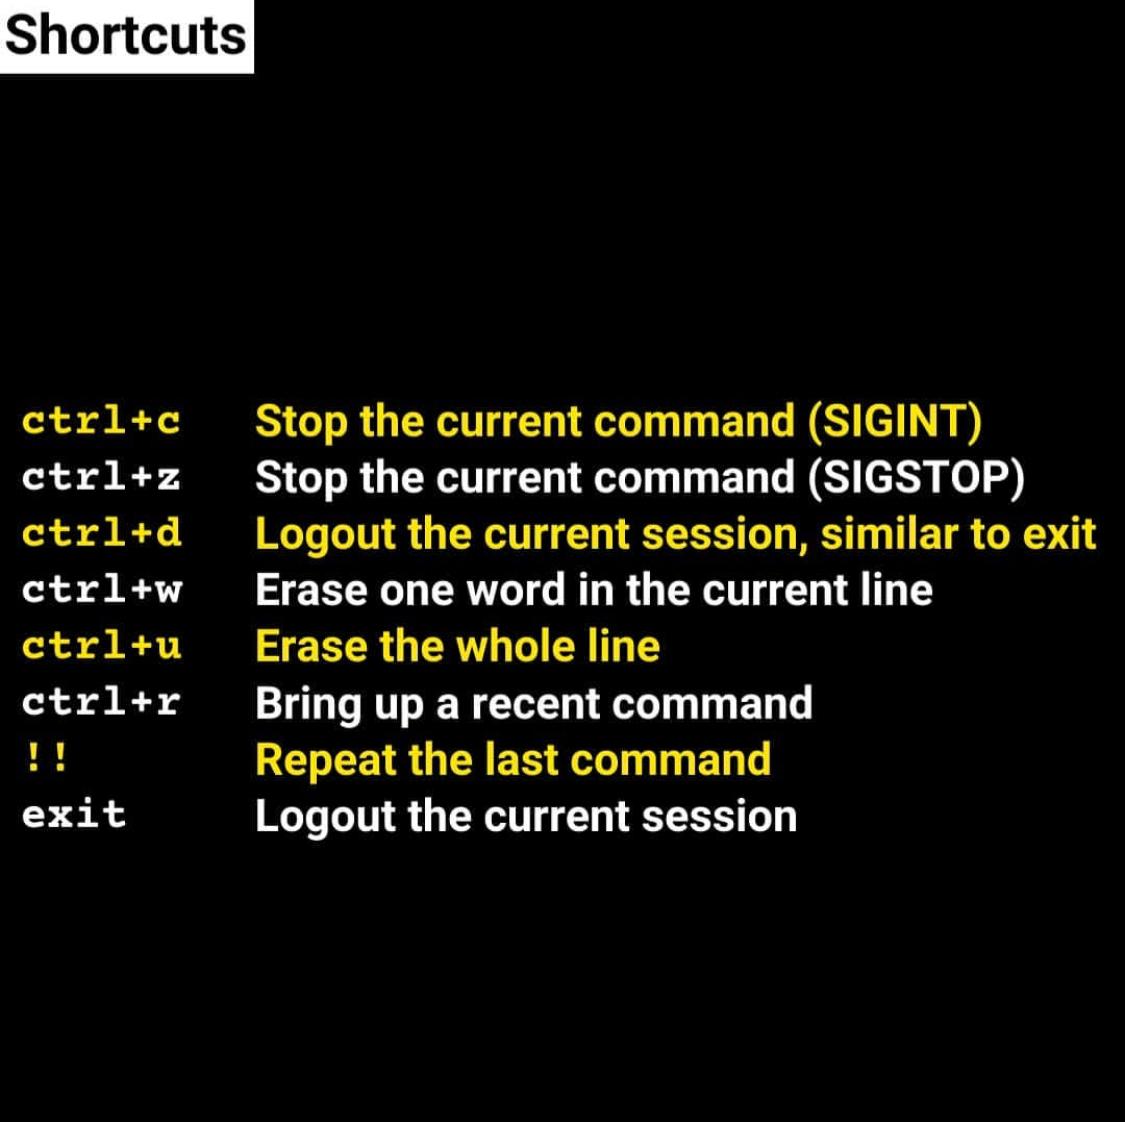 Shortcuts
ctrl+c Stop the current command (SIGINT)
ctrl+z Stop the current command (SIGSTOP)
ctrl+d Logout the current session, similar to exit
ctrl+w Erase one word in the current line
ctrl+u Erase the whole line
ctrl+r Bring up a recent command
!! Repeat the last command
exit Logout the current session